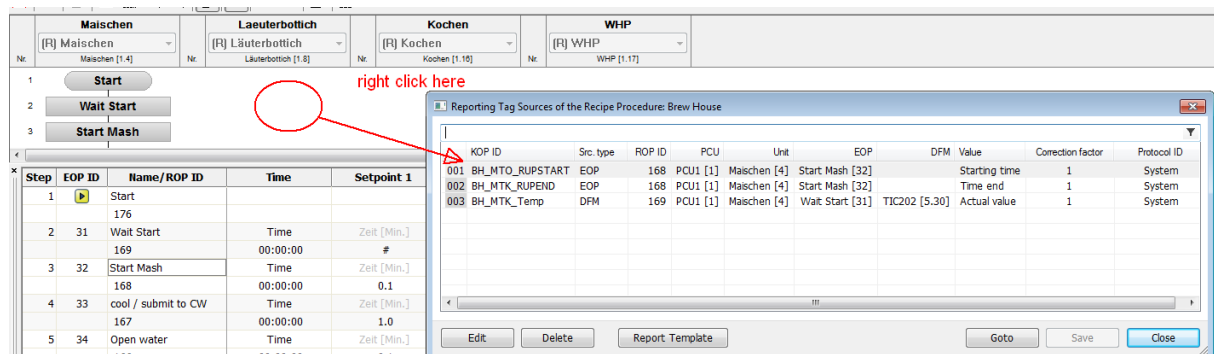 Maischen Laeuterbottich Kochen WHP
(R) Maischen (R) Läuterbottich (R) Kochen (R) WHP
Nr. Maischen [1.4] Nr. Läuterbottich [1.8] Nr. Kochen [1.16] Nr. WHP [1.17]
right click here
1 Start
2 Wait Start
3 Start Mash
Step EOP ID Name/ROP ID Time Setpoint 1
1 Start
176
2 31 Wait Start Time Zeit [Min.]
169 00:00:00 #
3 32 Start Mash Time Zeit [Min.]
168 00:00:00 0.1
4 33 cool / submit to CW Time Zeit [Min.]
167 00:00:00 1.0
5 34 Open water Time Zeit [Min.]
Reporting Tag Sources of the Recipe Procedure: Brew House
KOP ID Src. type ROP ID PCU Unit EOP DFM Value Correction factor Protocol ID
001 BH_MTO_RUPSTART EOP 168 PCU1 [1] Maischen [4] Start Mash [32] Starting time 1 System
002 BH_MTK_RUPEND EOP 168 PCU1 [1] Maischen [4] Start Mash [32] Time end 1 System
003 BH_MTK_Temp DFM 169 PCU1 [1] Maischen [4] Wait Start [31] TIC202 [5.30] Actual value 1 System
Edit Delete Report Template Goto Save Close